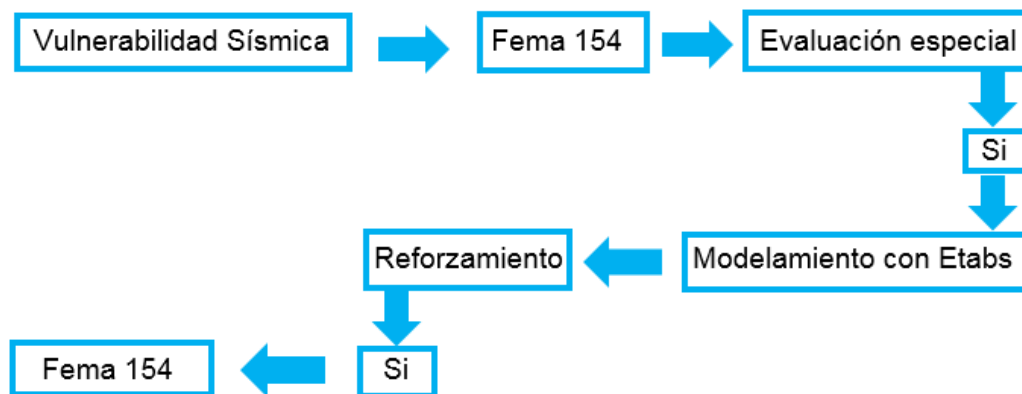 Vulnerabilidad Sísmica
Fema 154
Evaluación especial
Si
Modelamiento con Etabs
Reforzamiento
Si
Fema 154